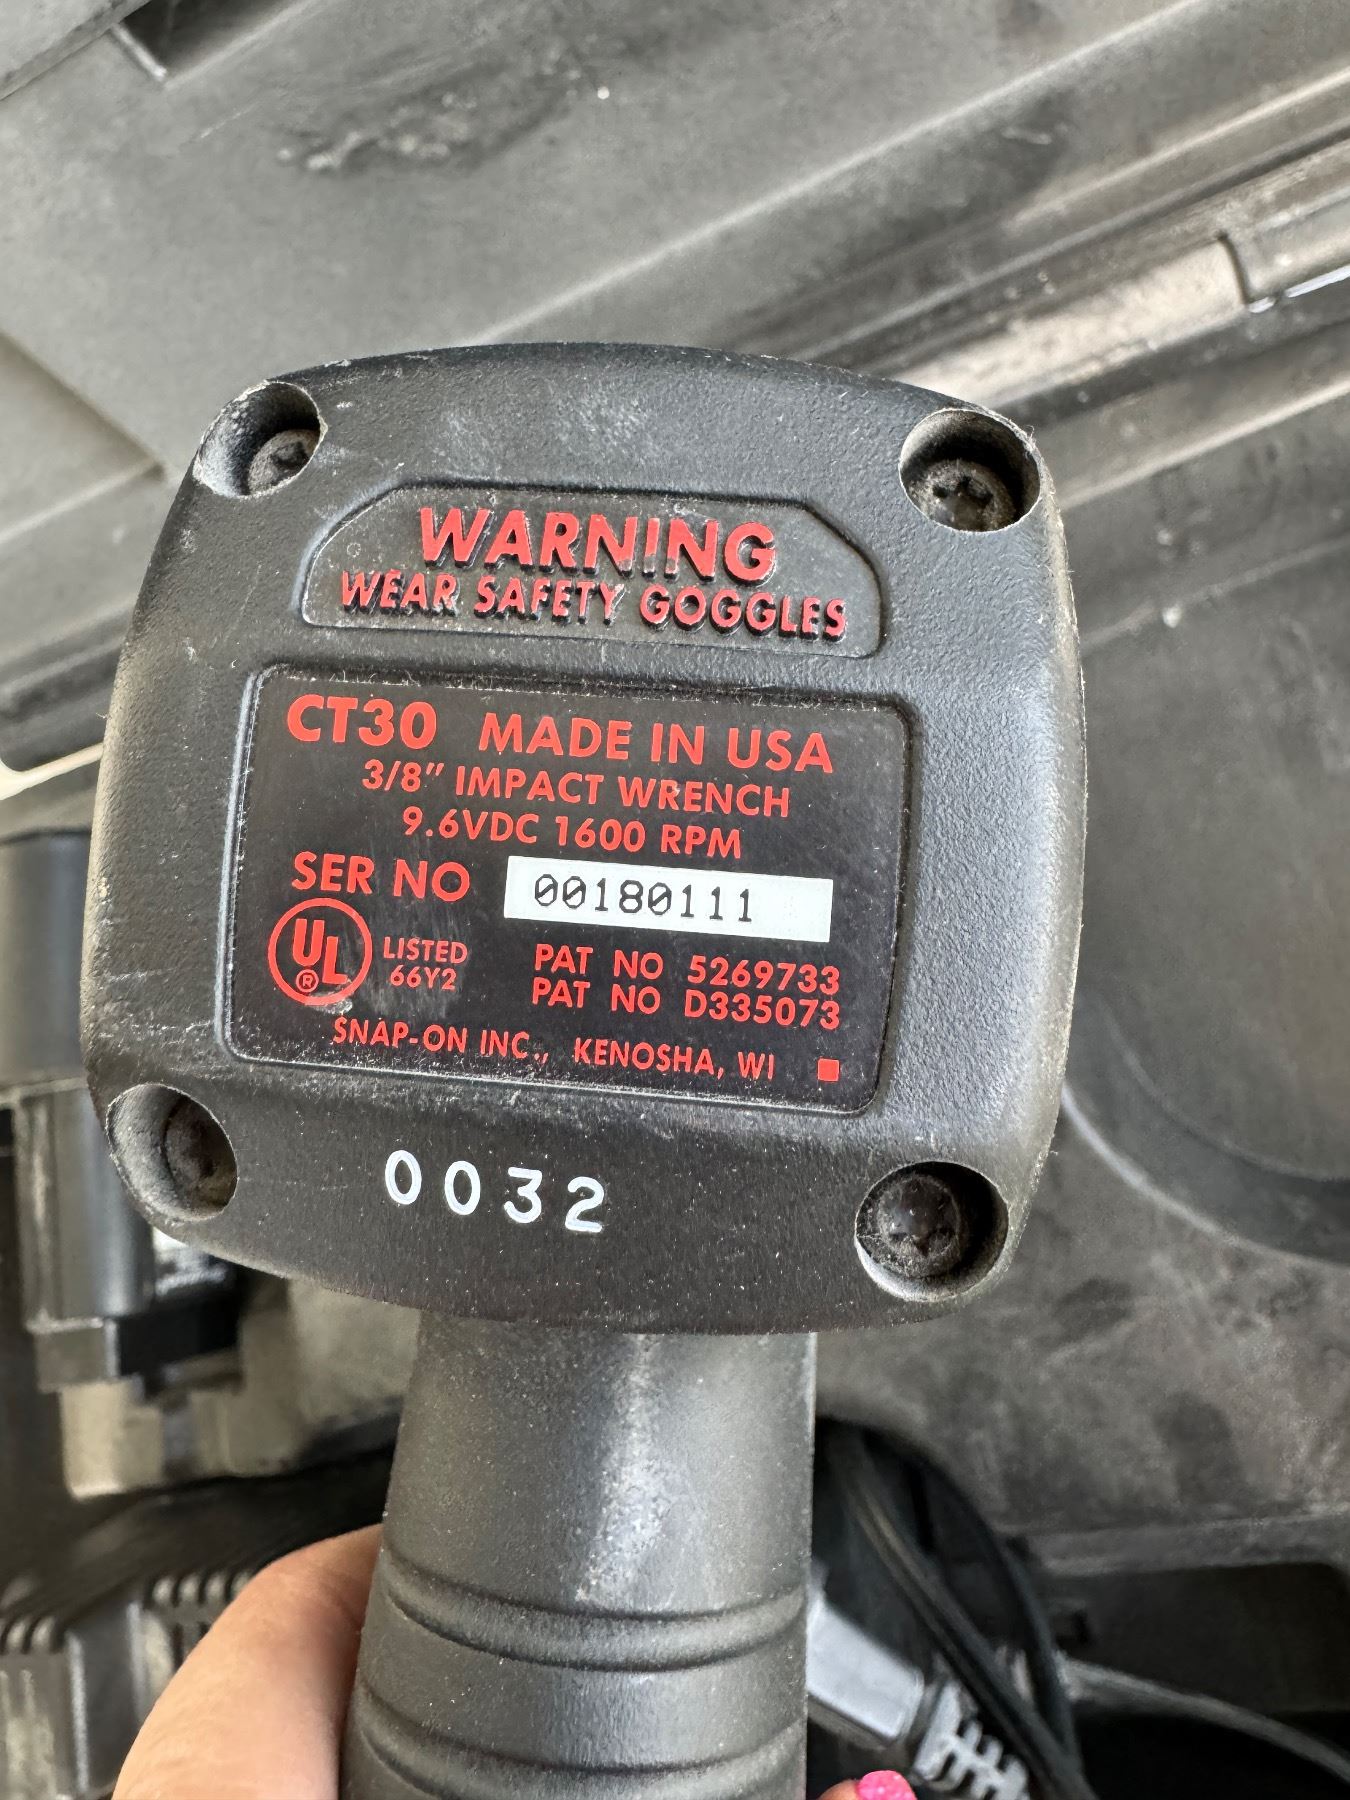 WARNING
WEAR SAFETY GOGGLES
CT30 MADE IN USA
3/8" IMPACT WRENCH
9.6VDC 1600 RPM
SER NO 00180111
UL® LISTED 66Y2
PAT NO 5269733
PAT NO D335073
SNAP-ON INC., KENOSHA, WI
0032